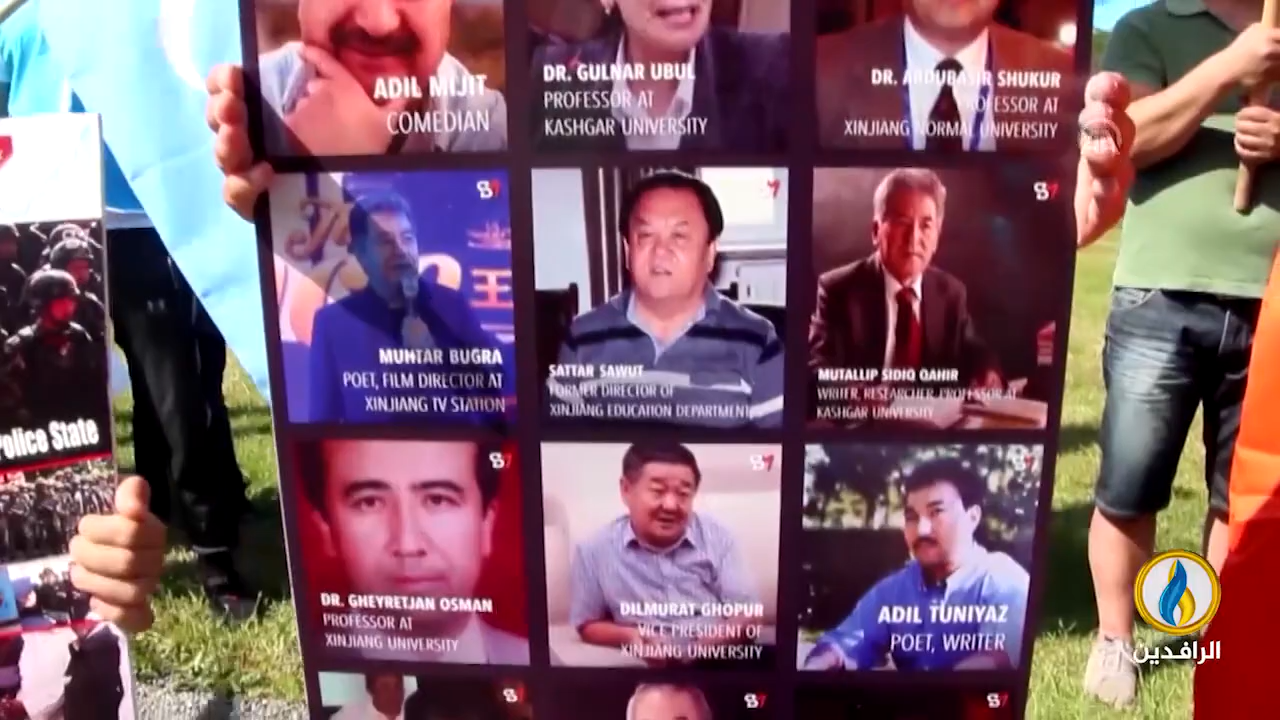 ADIL MIJIT
COMEDIAN
DR. GULNAR UBUL
PROFESSOR AT
KASHGAR UNIVERSITY
DR. ABDUBASIR SHUKUR
PROFESSOR AT
XINJIANG NORMAL UNIVERSITY
MUHTAR BUGRA
POET, FILM DIRECTOR AT
XINJIANG TV STATION
SATTAR SAWUT
FORMER DIRECTOR OF
XINJIANG EDUCATION DEPARTMENT
MUTALLIP SIDIQ QAHIR
WRITER, RESEARCHER, PROFESSOR AT
KASHGAR UNIVERSITY
Police State
DR. GHEYRETJAN OSMAN
PROFESSOR AT
XINJIANG UNIVERSITY
DILMURAT GHOPUR
VICE PRESIDENT OF
XINJIANG UNIVERSITY
ADIL TUNIYAZ
POET, WRITER
الرافدين